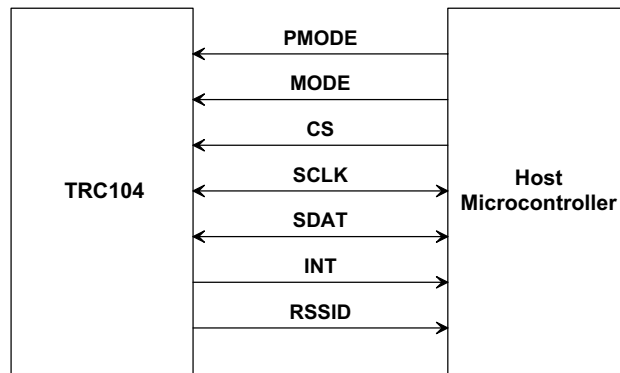 PMODE
MODE
CS
SCLK
TRC104
Host
Microcontroller
SDAT
INT
RSSID